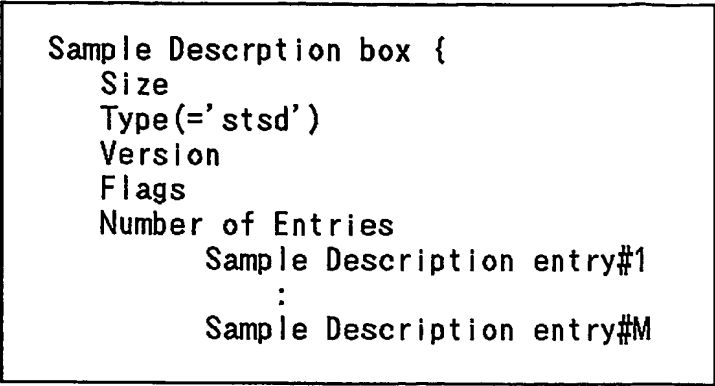 Sample Descrption box {
Size
Type(='stsd')
Version
Flags
Number of Entries
Sample Description entry#1
:
Sample Description entry#M